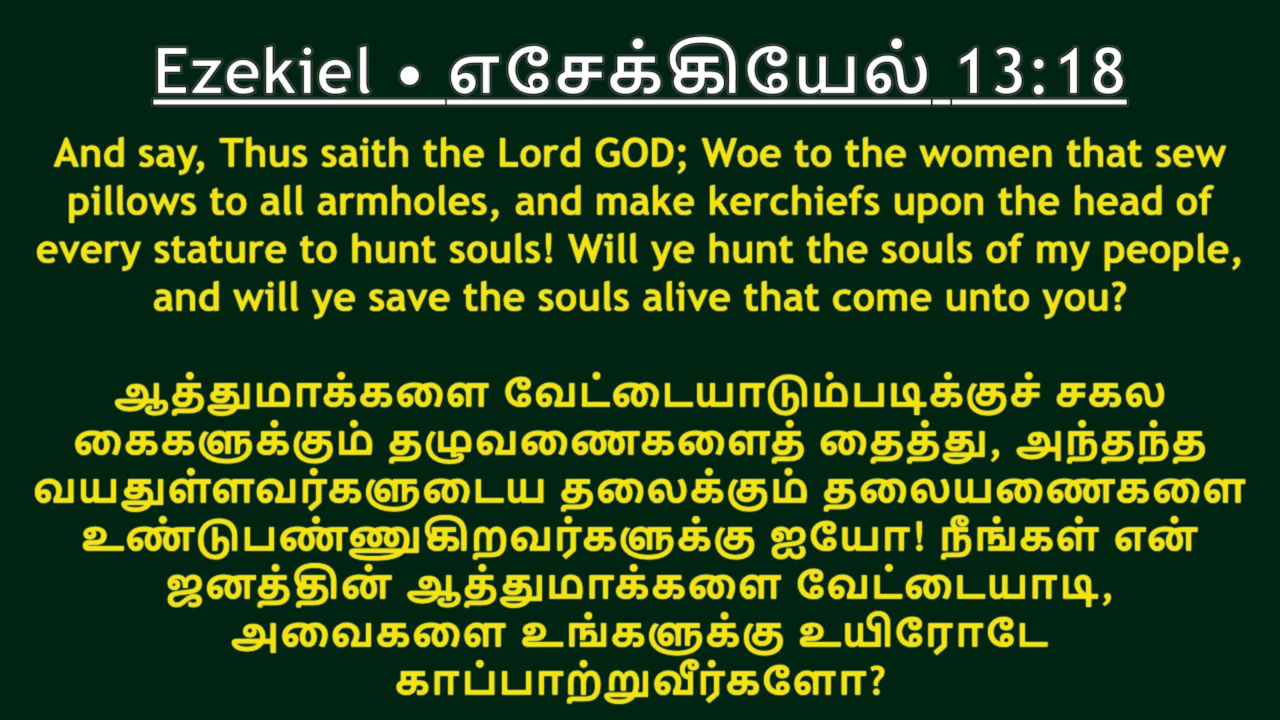 Ezekiel • எசேக்கியேல் 13:18
And say, Thus saith the Lord GOD; Woe to the women that sew
pillows to all armholes, and make kerchiefs upon the head of
every stature to hunt souls! Will ye hunt the souls of my people,
and will ye save the souls alive that come unto you?
ஆத்துமாக்களை வேட்டையாடும்படிக்குச் சகல
கைகளுக்கும் தழுவணைகளைத் தைத்து, அந்தந்த
வயதுள்ளவர்களுடைய தலைக்கும் தலையணைகளை
உண்டுபண்ணுகிறவர்களுக்கு ஐயோ! நீங்கள் என்
ஜனத்தின் ஆத்துமாக்களை வேட்டையாடி,
அவைகளை உங்களுக்கு உயிரோடே
காப்பாற்றுவீர்களோ?